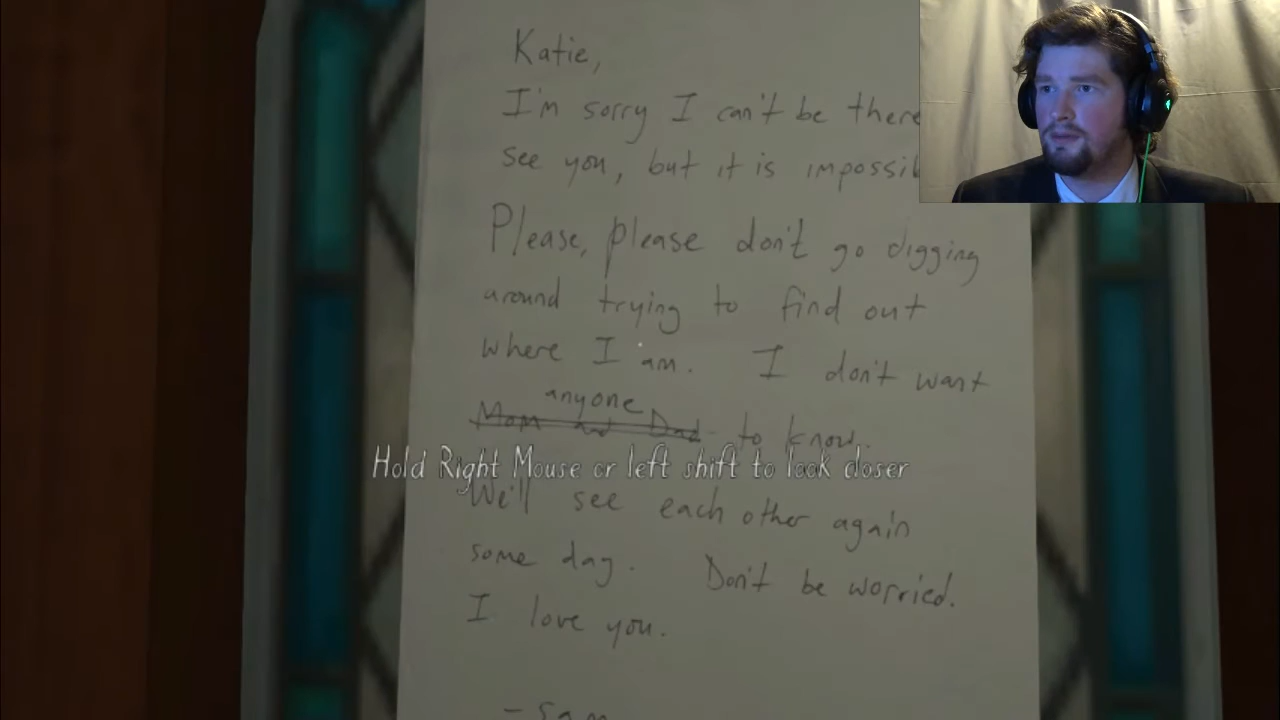 Katie,
I'm sorry I can't be there
see you, but it is
Please, please don't go digging
around trying to find out
where I am. I don't want
anyone
Mom and Dad to know.
Hold Right Mouse or left shift to look closer
We'll see each other again
some day. Don't be worried.
I love you.
- Sam